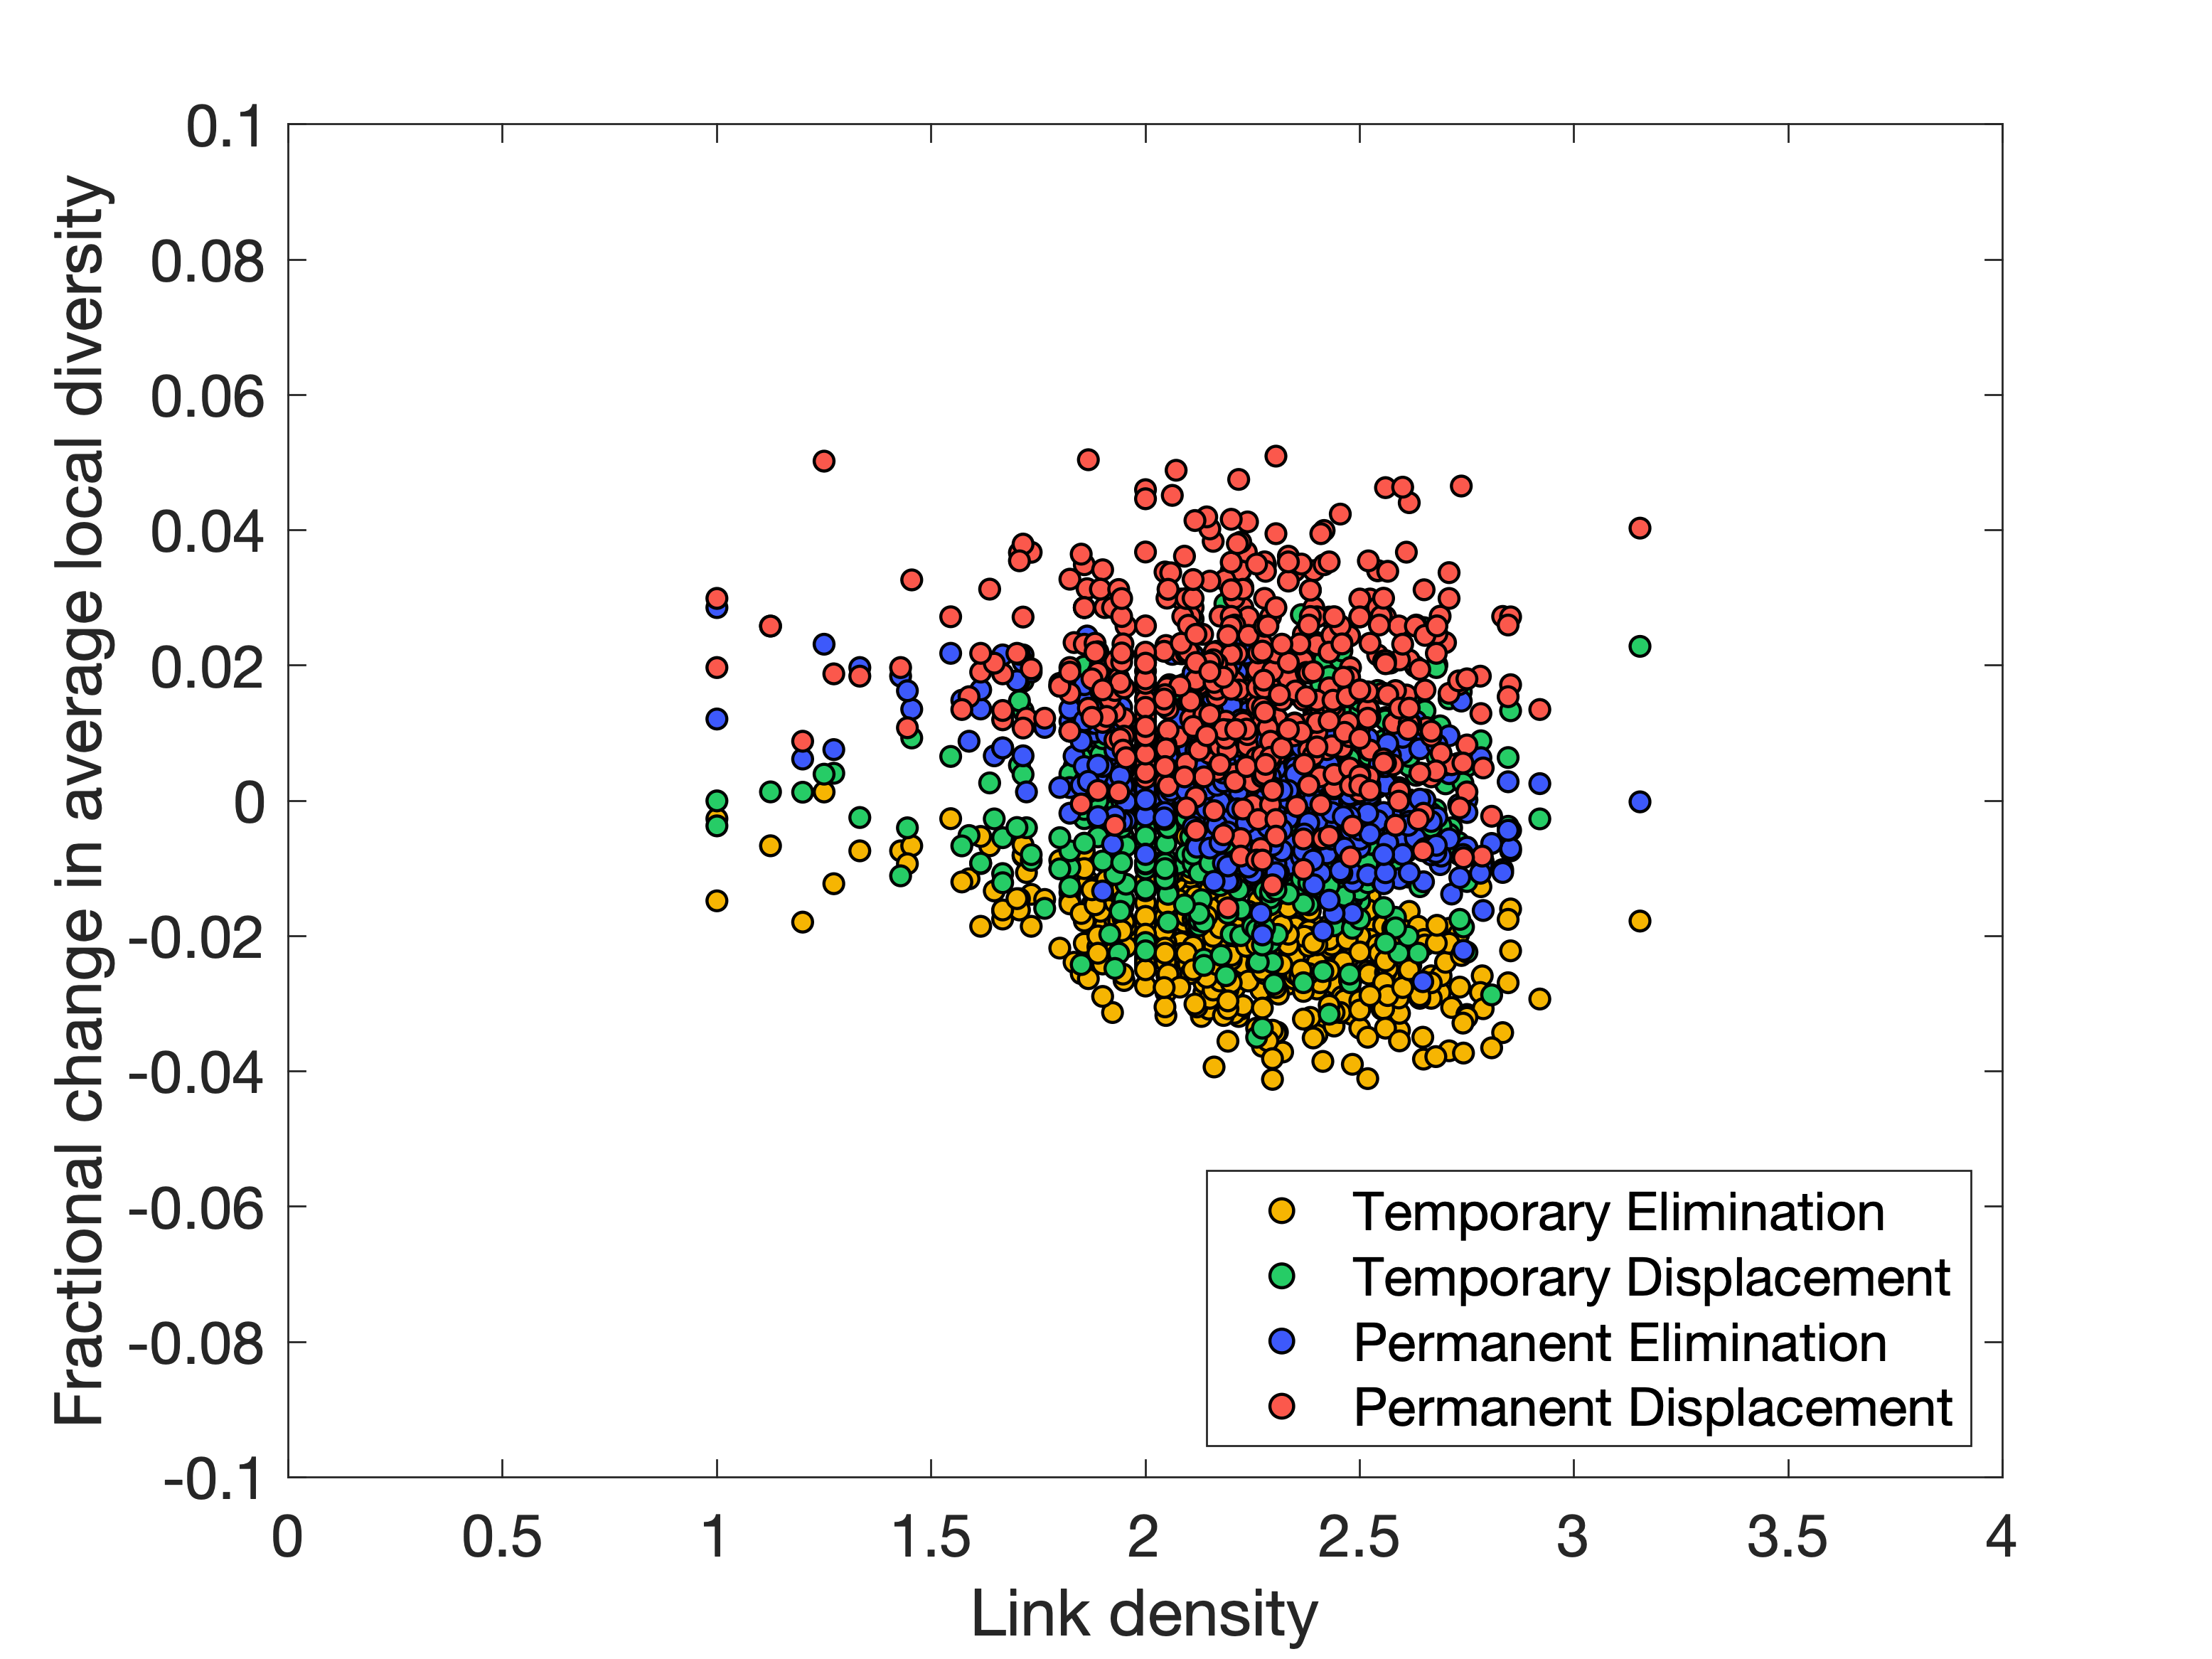 Fractional change in average local diversity
0.1
0.08
0.06
0.04
0.02
0
-0.02
-0.04
-0.06
-0.08
-0.1
Temporary Elimination
Temporary Displacement
Permanent Elimination
Permanent Displacement
0 0.5 1 1.5 2 2.5 3 3.5 4
Link density